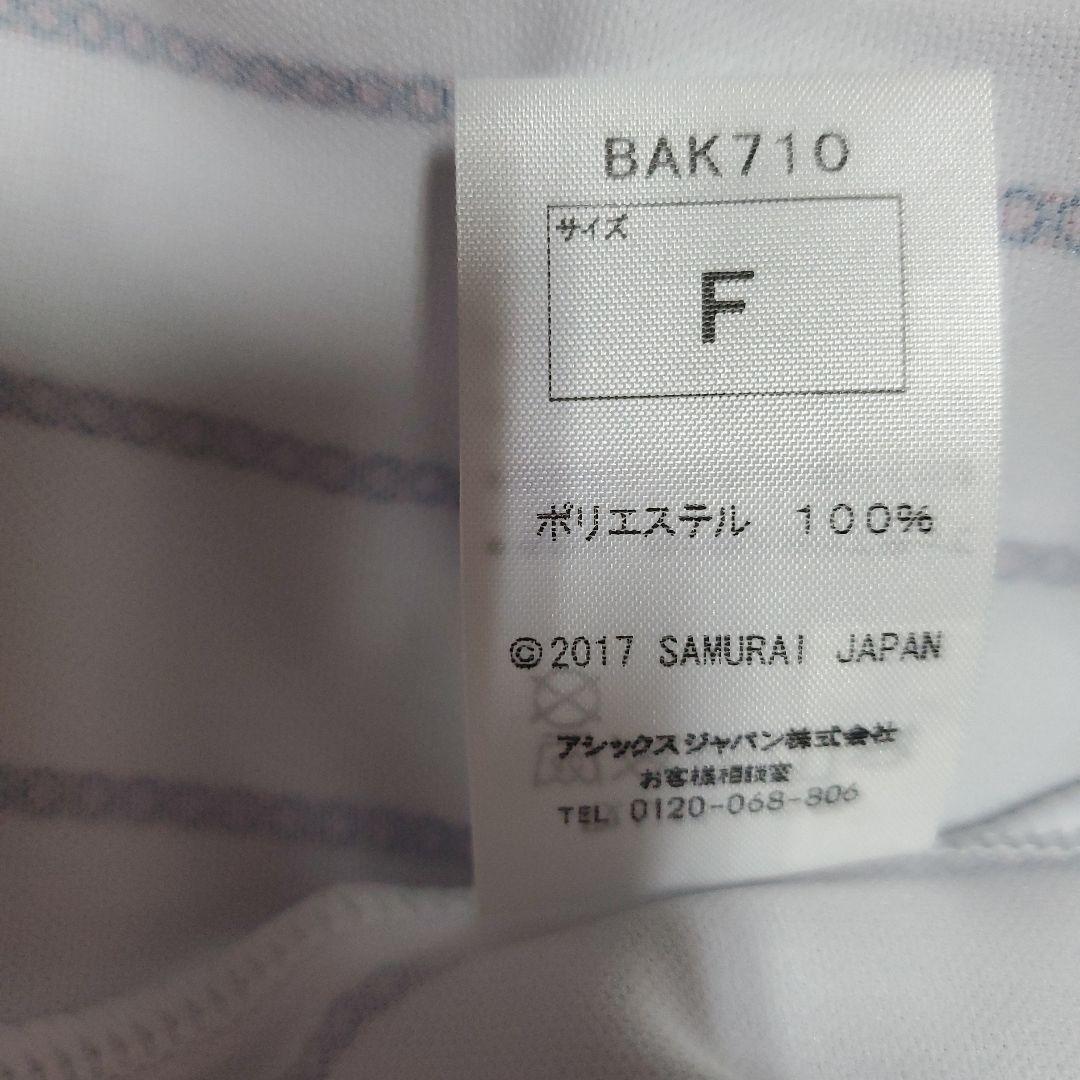 BAK710
サイズ
F
ポリエステル 100%
©2017 SAMURAI JAPAN
アシックスジャパン株式会社
お客様相談室
TEL 0120-068-806